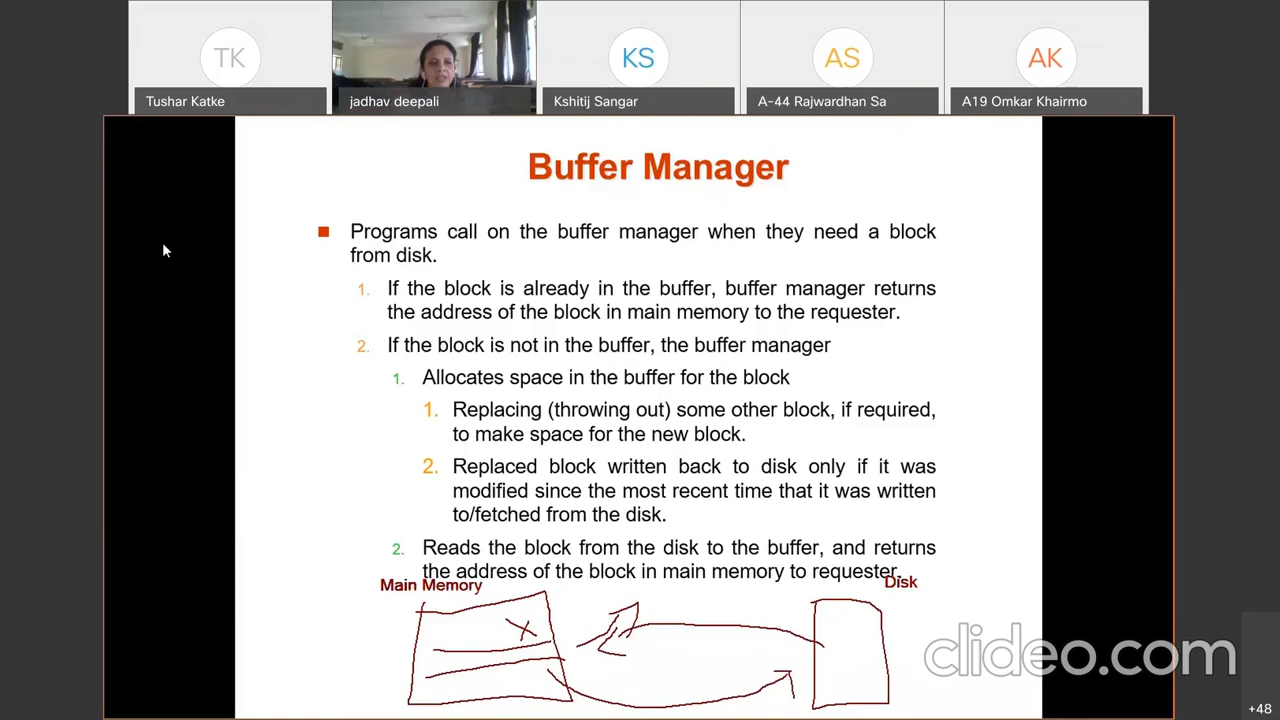 TK
KS
AS
AK
Tushar Katke
jadhav deepali
Kshitij Sangar
A-44 Rajwardhan Sa
A19 Omkar Khairmo
Buffer Manager
Programs call on the buffer manager when they need a block
from disk.
1. If the block is already in the buffer, buffer manager returns
the address of the block in main memory to the requester.
2. If the block is not in the buffer, the buffer manager
1. Allocates space in the buffer for the block
1. Replacing (throwing out) some other block, if required,
to make space for the new block.
2. Replaced block written back to disk only if it was
modified since the most recent time that it was written
to/fetched from the disk.
2. Reads the block from the disk to the buffer, and returns
the address of the block in main memory to requester.
Main Memory
Disk
X
clideo.com
+48